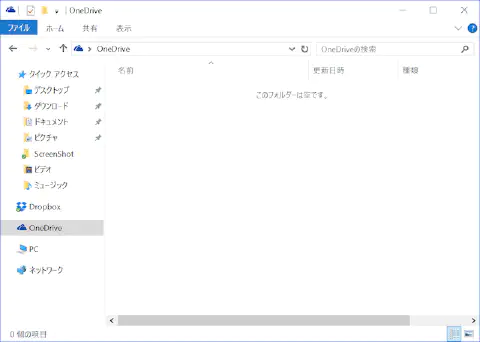 OneDrive
ファイル ホーム 共有 表示
OneDrive OneDriveの検索
名前 更新日時 種類
このフォルダーは空です。
クイック アクセス
デスクトップ
ダウンロード
ドキュメント
ピクチャ
ScreenShot
ビデオ
ミュージック
Dropbox
OneDrive
PC
ネットワーク
0 個の項目